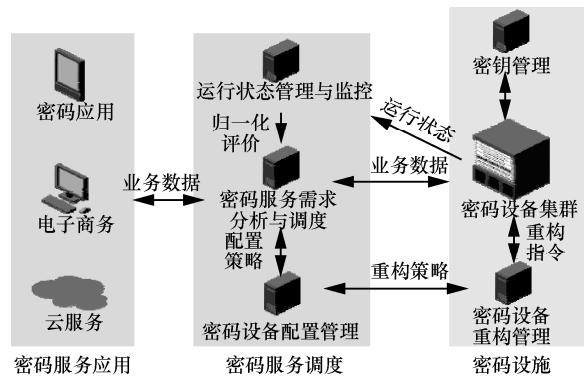 密码应用
电子商务
云服务
密码服务应用
业务数据
运行状态管理与监控
归一化
评价
密码服务需求
分析与调度
配置
策略
密码设备配置管理
密码服务调度
运行状态
业务数据
重构策略
密钥管理
密码设备集群
重构
指令
密码设备
重构管理
密码设施